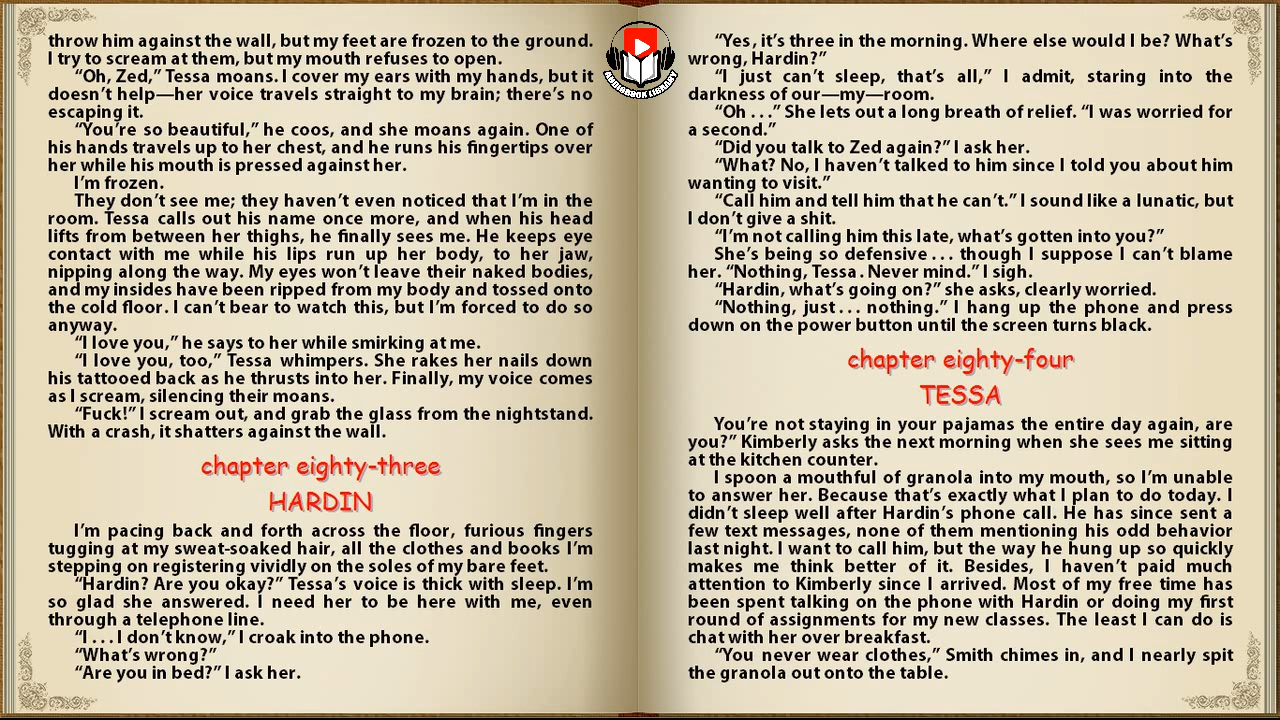 throw him against the wall, but my feet are frozen to the ground.
I try to scream at them, but my mouth refuses to open.
“Oh, Zed,” Tessa moans. I cover my ears with my hands, but it
doesn’t help—her voice travels straight to my brain; there’s no
escaping it.
“You’re so beautiful,” he coos, and she moans again. One of
his hands travels up to her chest, and he runs his fingertips over
her while his mouth is pressed against her.
I’m frozen.
They don’t see me; they haven’t even noticed that I’m in the
room. Tessa calls out his name once more, and when his head
lifts from between her thighs, he finally sees me. He keeps eye
contact with me while his lips run up her body, to her jaw,
nipping along the way. My eyes won’t leave their naked bodies,
and my insides have been ripped from my body and tossed onto
the cold floor. I can’t bear to watch this, but I’m forced to do so
anyway.
“I love you,” he says to her while smirking at me.
“I love you, too,” Tessa whimpers. She rakes her nails down
his tattooed back as he thrusts into her. Finally, my voice comes
as I scream, silencing their moans.
“Fuck!” I scream out, and grab the glass from the nightstand.
With a crash, it shatters against the wall.
chapter eighty-three
HARDIN
I’m pacing back and forth across the floor, furious fingers
tugging at my sweat-soaked hair, all the clothes and books I’m
stepping on registering vividly on the soles of my bare feet.
“Hardin? Are you okay?” Tessa’s voice is thick with sleep. I’m
so glad she answered. I need her to be here with me, even
through a telephone line.
“I . . . I don’t know,” I croak into the phone.
“What’s wrong?”
“Are you in bed?” I ask her.
AUDIOBOOK LIBRARY
“Yes, it’s three in the morning. Where else would I be? What’s
wrong, Hardin?”
“I just can’t sleep, that’s all,” I admit, staring into the
darkness of our—my—room.
“Oh . . .” She lets out a long breath of relief. “I was worried for
a second.”
“Did you talk to Zed again?” I ask her.
“What? No, I haven’t talked to him since I told you about him
wanting to visit.”
“Call him and tell him that he can’t.” I sound like a lunatic, but
I don’t give a shit.
“I’m not calling him this late, what’s gotten into you?”
She’s being so defensive . . . though I suppose I can’t blame
her. “Nothing, Tessa . Never mind.” I sigh.
“Hardin, what’s going on?” she asks, clearly worried.
“Nothing, just . . . nothing.” I hang up the phone and press
down on the power button until the screen turns black.
chapter eighty-four
TESSA
You’re not staying in your pajamas the entire day again, are
you?” Kimberly asks the next morning when she sees me sitting
at the kitchen counter.
I spoon a mouthful of granola into my mouth, so I’m unable
to answer her. Because that’s exactly what I plan to do today. I
didn’t sleep well after Hardin’s phone call. He has since sent a
few text messages, none of them mentioning his odd behavior
last night. I want to call him, but the way he hung up so quickly
makes me think better of it. Besides, I haven’t paid much
attention to Kimberly since I arrived. Most of my free time has
been spent talking on the phone with Hardin or doing my first
round of assignments for my new classes. The least I can do is
chat with her over breakfast.
“You never wear clothes,” Smith chimes in, and I nearly spit
the granola out onto the table.